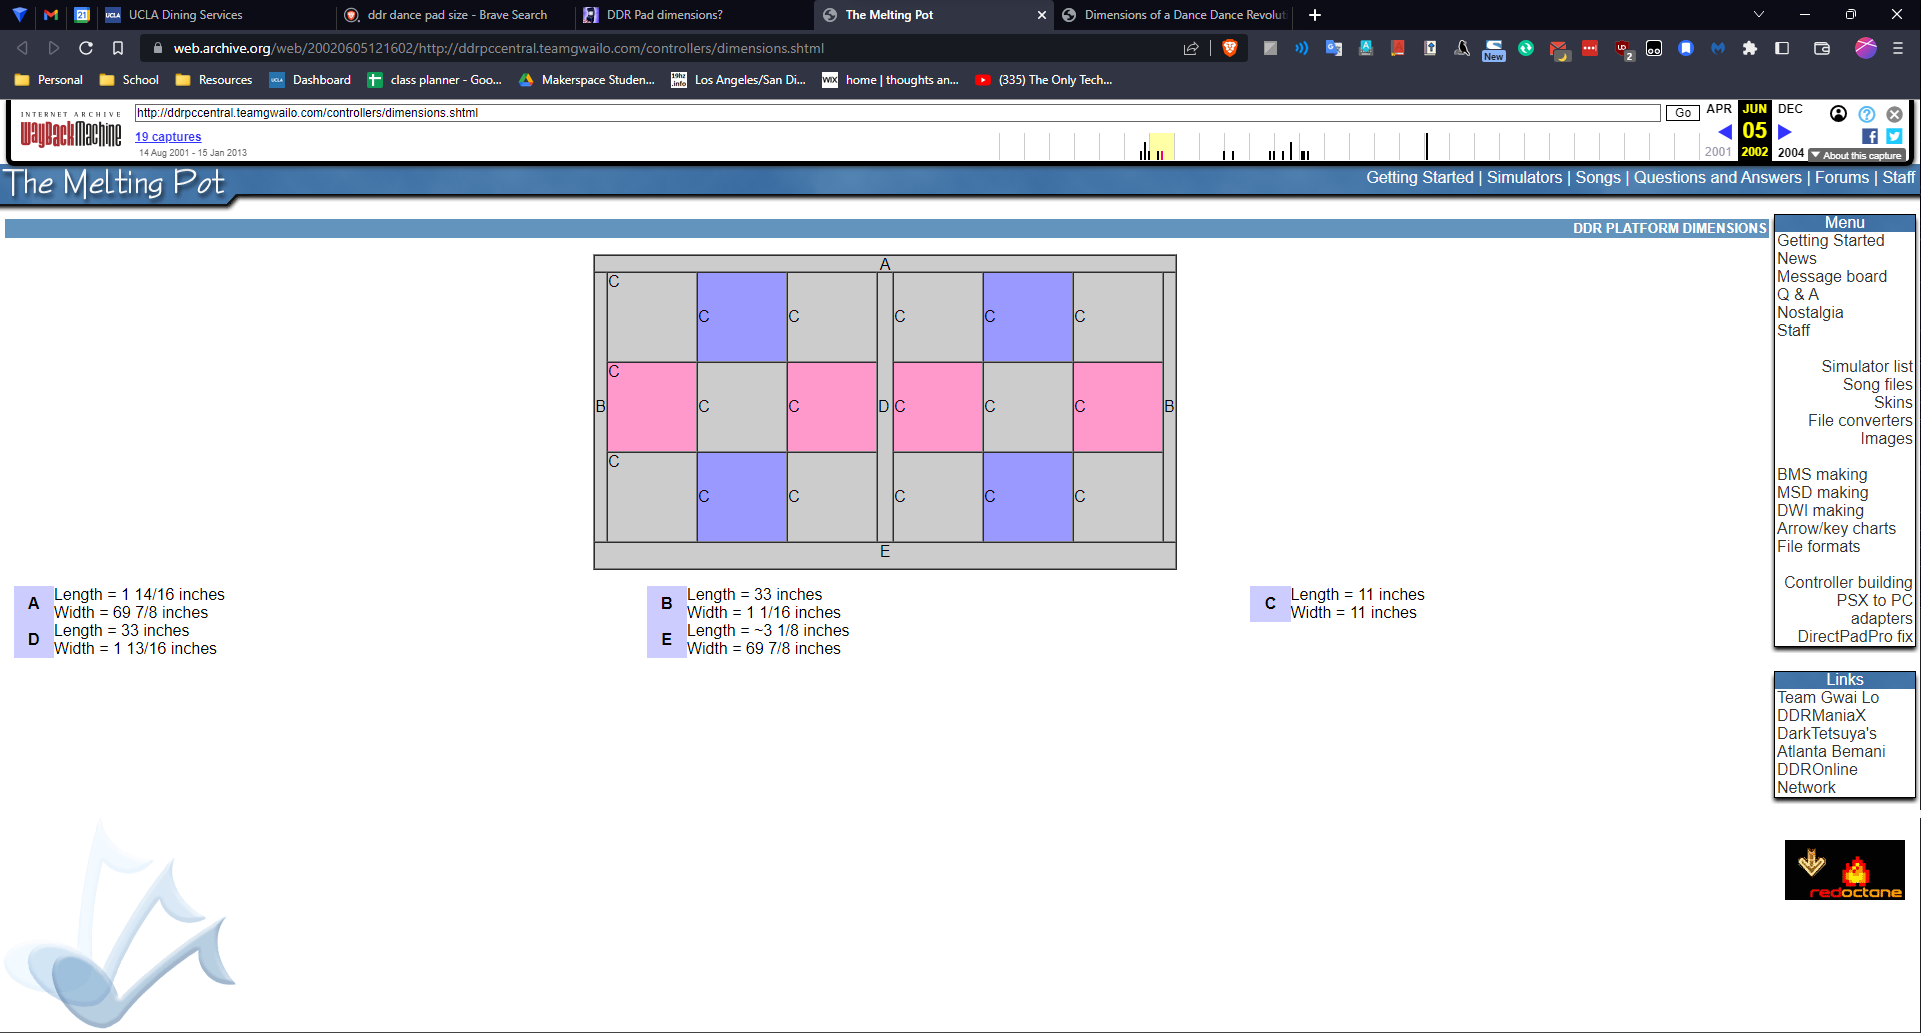 UCLA Dining Services
ddr dance pad size - Brave Search
DDR Pad dimensions?
The Melting Pot
Dimensions of a Dance Dance Revolut
web.archive.org/web/20020605121602/http://ddrpccentral.teamgwailo.com/controllers/dimensions.shtml
New
2
Personal
School
Resources
Dashboard
class planner - Goo...
Makerspace Studen...
Los Angeles/San Di...
home | thoughts an...
(335) The Only Tech...
INTERNET ARCHIVE
WayBackMachine
http://ddrpccentral.teamgwailo.com/controllers/dimensions.shtml
Go
19 captures
14 Aug 2001 - 15 Jan 2013
APR JUN DEC
05
2001 2002 2004
About this capture
The Melting Pot
Getting Started | Simulators | Songs | Questions and Answers | Forums | Staff
DDR PLATFORM DIMENSIONS
A
C
C C C C C
C
B C C D C C C B
C
C C C C C
E
A
Length = 1 14/16 inches
Width = 69 7/8 inches
B
Length = 33 inches
Width = 1 1/16 inches
C
Length = 11 inches
Width = 11 inches
D
Length = 33 inches
Width = 1 13/16 inches
E
Length = ~3 1/8 inches
Width = 69 7/8 inches
Menu
Getting Started
News
Message board
Q & A
Nostalgia
Staff
Simulator list
Song files
Skins
File converters
Images
BMS making
MSD making
DWI making
Arrow/key charts
File formats
Controller building
PSX to PC
adapters
DirectPadPro fix
Links
Team Gwai Lo
DDRManiaX
DarkTetsuya's
Atlanta Bemani
DDROnline
Network
redoctane